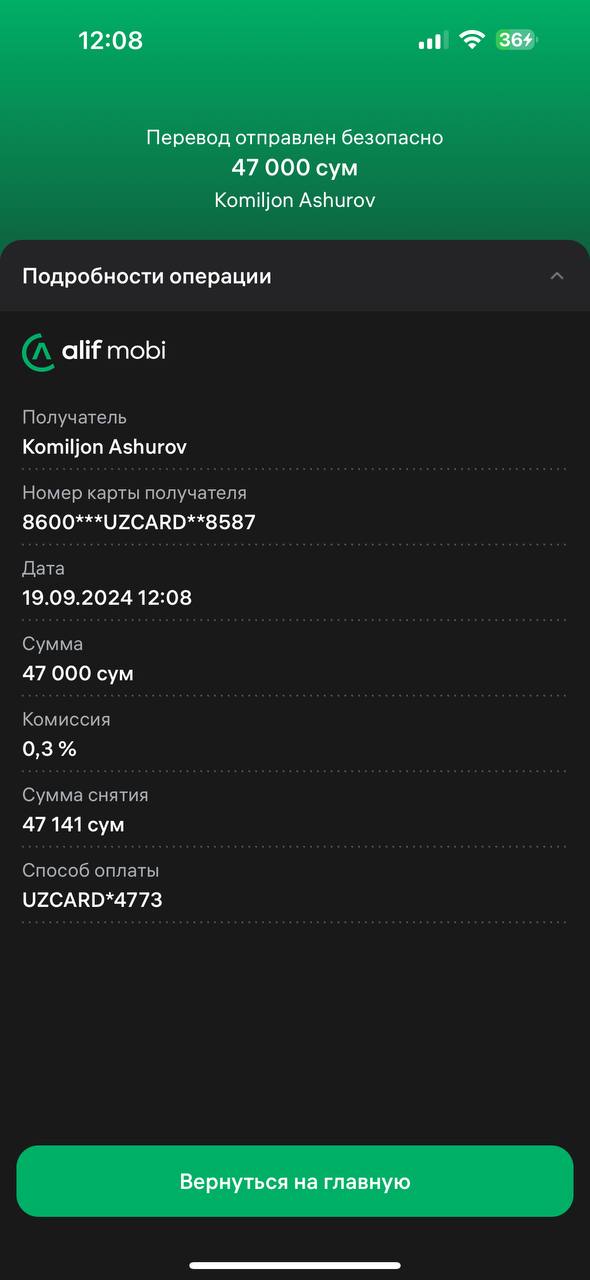 12:08
36
Перевод отправлен безопасно
47 000 сум
Komiljon Ashurov
Подробности операции
alif mobi
Получатель
Komiljon Ashurov
Номер карты получателя
8600***UZCARD**8587
Дата
19.09.2024 12:08
Сумма
47 000 сум
Комиссия
0,3 %
Сумма снятия
47 141 сум
Способ оплаты
UZCARD*4773
Вернуться на главную